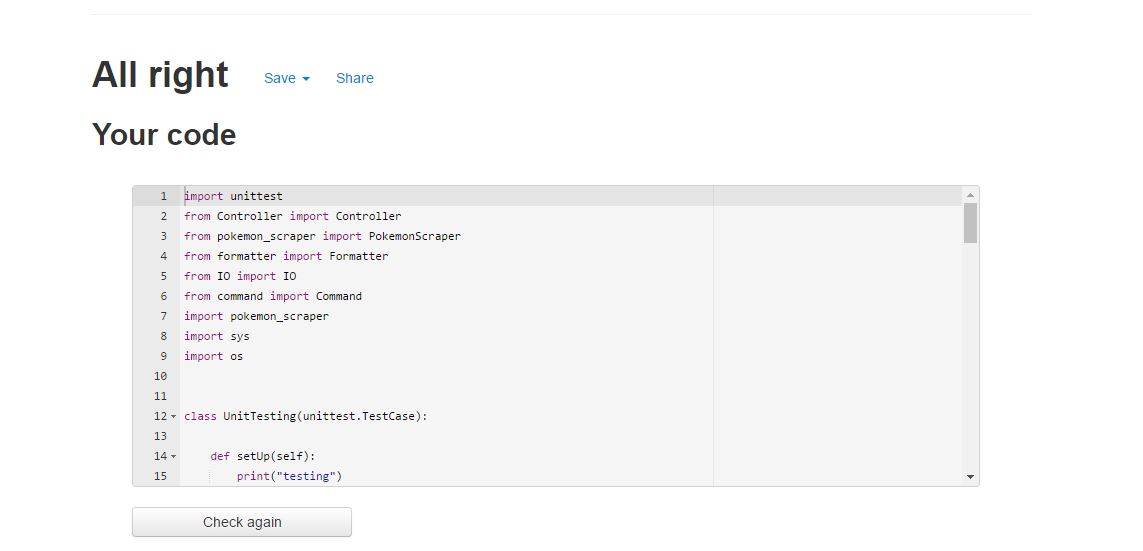 All right Save Share
Your code
1 import unittest
2 from Controller import Controller
3 from pokemon_scraper import PokemonScraper
4 from formatter import Formatter
5 from IO import IO
6 from command import Command
7 import pokemon_scraper
8 import sys
9 import os
10
11
12 class UnitTesting(unittest.TestCase):
13
14     def setUp(self):
15         print("testing")
Check again